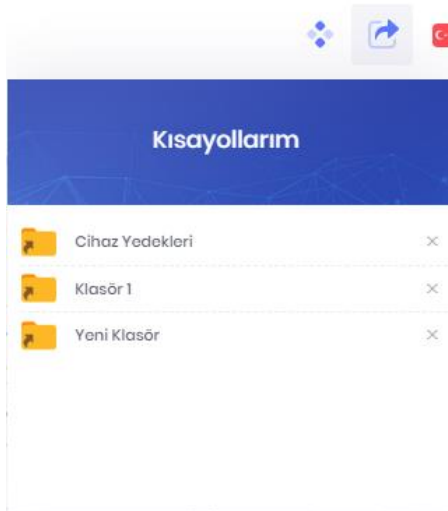 Kısayollarım
Cihaz Yedekleri
Klasör 1
Yeni Klasör